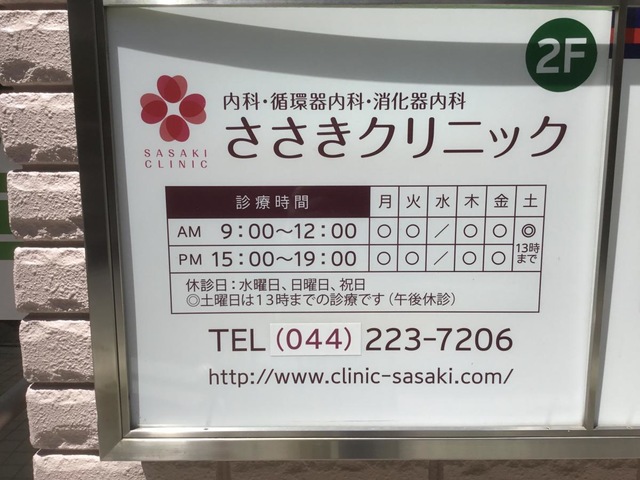 2F
内科・循環器内科・消化器内科
SASAKI
CLINIC
ささきクリニック
診療時間 月 火 水 木 金 土
AM 9:00～12:00 ○ ○ ／ ○ ○ ◎
PM 15:00～19:00 ○ ○ ／ ○ ○ 13時まで
休診日：水曜日、日曜日、祝日
◎土曜日は13時までの診療です（午後休診）
TEL (044) 223-7206
http://www.clinic-sasaki.com/